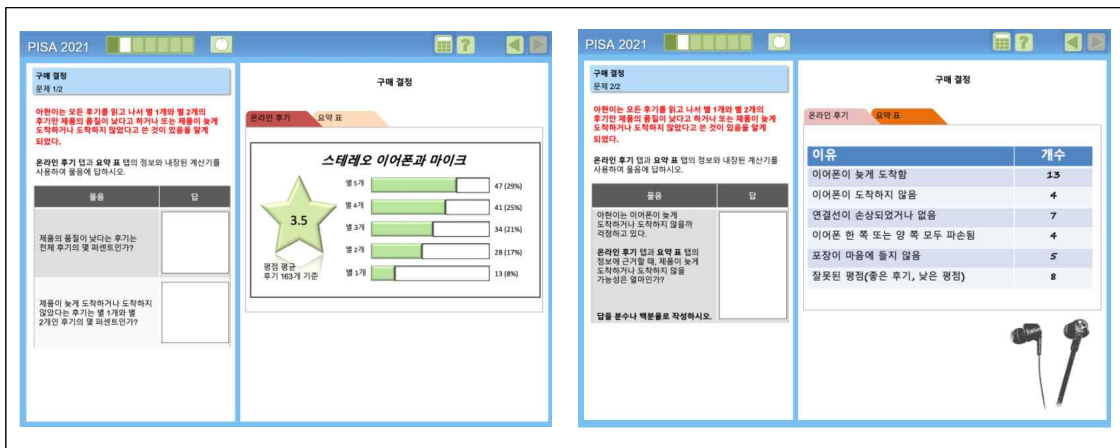 PISA 2021
구매 결정
문제 1/2
아현이는 모든 후기를 읽고 나서 별 1개와 별 2개의
후기만 제품의 품질이 낮다고 하거나 또는 제품이 늦게
도착하거나 도착하지 않았다고 쓴 것이 있음을 알게
되었다.
온라인 후기 탭과 요약 표 탭의 정보와 내장된 계산기를
사용하여 물음에 답하시오.
물음 답
제품의 품질이 낮다는 후기는
전체 후기의 몇 퍼센트인가?
제품이 늦게 도착하거나 도착하지
않았다는 후기는 별 1개와 별
2개인 후기의 몇 퍼센트인가?
구매 결정
온라인 후기 요약 표
스테레오 이어폰과 마이크
3.5
평점 평균
후기 163개 기준
별 5개 47 (29%)
별 4개 41 (25%)
별 3개 34 (21%)
별 2개 28 (17%)
별 1개 13 (8%)
PISA 2021
구매 결정
문제 2/2
아현이는 모든 후기를 읽고 나서 별 1개와 별 2개의
후기만 제품의 품질이 낮다고 하거나 또는 제품이 늦게
도착하거나 도착하지 않았다고 쓴 것이 있음을 알게
되었다.
온라인 후기 탭과 요약 표 탭의 정보와 내장된 계산기를
사용하여 물음에 답하시오.
물음 답
아현이는 이어폰이 늦게
도착하거나 도착하지 않을까
걱정하고 있다.
온라인 후기 탭과 요약 표 탭의
정보에 근거할 때, 제품이 늦게
도착하거나 도착하지 않을
가능성은 얼마인가?
답을 분수나 백분율로 작성하시오.
구매 결정
온라인 후기 요약 표
이유 개수
이어폰이 늦게 도착함 13
이어폰이 도착하지 않음 4
연결선이 손상되었거나 없음 7
이어폰 한 쪽 또는 양 쪽 모두 파손됨 4
포장이 마음에 들지 않음 5
잘못된 평점(좋은 후기, 낮은 평점) 8